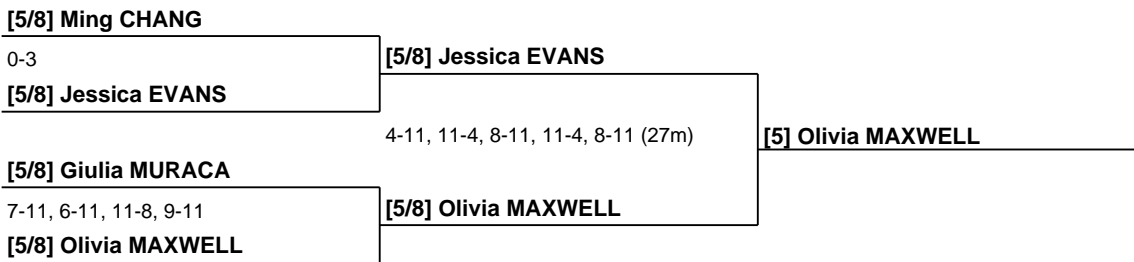 [5/8] Ming CHANG
0-3
[5/8] Jessica EVANS
[5/8] Jessica EVANS
4-11, 11-4, 8-11, 11-4, 8-11 (27m)
[5] Olivia MAXWELL
[5/8] Giulia MURACA
7-11, 6-11, 11-8, 9-11
[5/8] Olivia MAXWELL
[5/8] Olivia MAXWELL